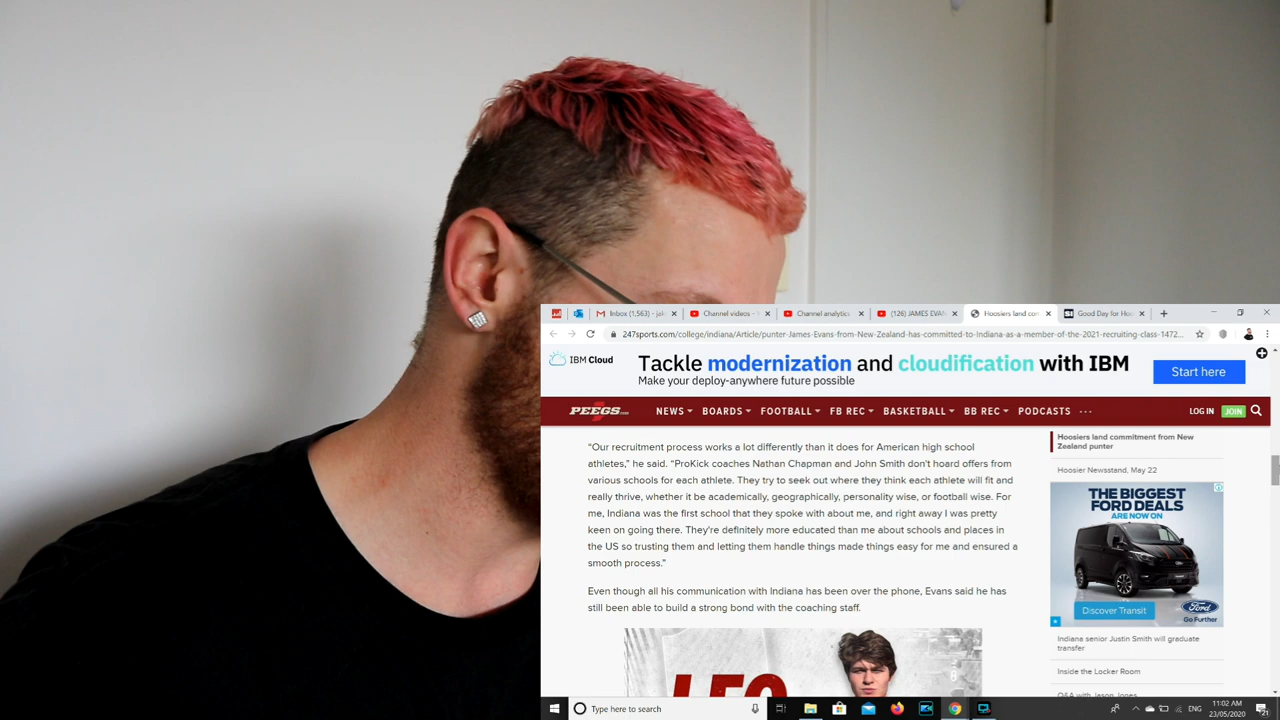 Inbox (1,563) - jak
Channel videos -
Channel analytics
(126) JAMES EVAN
Hoosiers land com
Good Day for Hoo
247sports.com/college/indiana/Article/punter-James-Evans-from-New-Zealand-has-committed-to-Indiana-as-a-member-of-the-2021-recruiting-class-1472...
IBM Cloud
Tackle modernization and cloudification with IBM
Make your deploy-anywhere future possible
Start here
PEEGS.com
NEWS BOARDS FOOTBALL FB REC BASKETBALL BB REC PODCASTS ... LOG IN JOIN
“Our recruitment process works a lot differently than it does for American high school
athletes,” he said. “ProKick coaches Nathan Chapman and John Smith don't hoard offers from
various schools for each athlete. They try to seek out where they think each athlete will fit and
really thrive, whether it be academically, geographically, personality wise, or football wise. For
me, Indiana was the first school that they spoke with about me, and right away I was pretty
keen on going there. They're definitely more educated than me about schools and places in
the US so trusting them and letting them handle things made things easy for me and ensured a
smooth process.”
Even though all his communication with Indiana has been over the phone, Evans said he has
still been able to build a strong bond with the coaching staff.
LEO
Hoosiers land commitment from New
Zealand punter
Hoosier Newsstand, May 22
THE BIGGEST
FORD DEALS
ARE NOW ON
Discover Transit
Ford
Go Further
Indiana senior Justin Smith will graduate
transfer
Inside the Locker Room
Q&A with Jason Jones
Type here to search
ENG
11:02 AM
23/05/2020
21